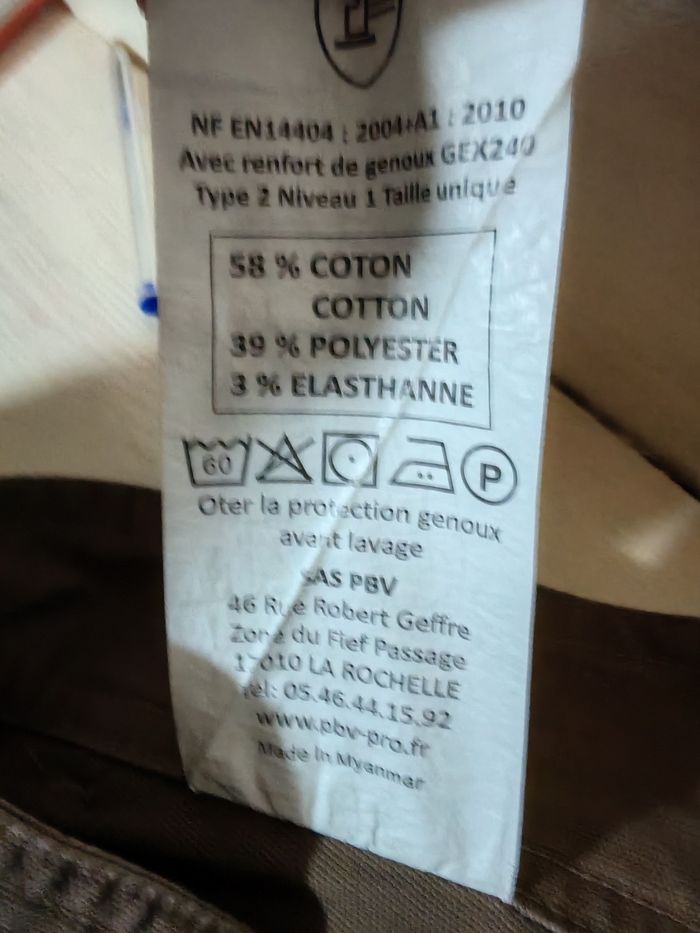 NF EN14404 : 2004+A1 : 2010
Avec renfort de genoux GEX240
Type 2 Niveau 1 Taille unique
58 % COTON
COTTON
39 % POLYESTER
3 % ELASTHANNE
60
P
Oter la protection genoux
avant lavage
SAS PBV
46 Rue Robert Geffre
Zone du Fief Passage
17010 LA ROCHELLE
Tél: 05.46.44.15.92
www.pbv-pro.fr
Made in Myanmar